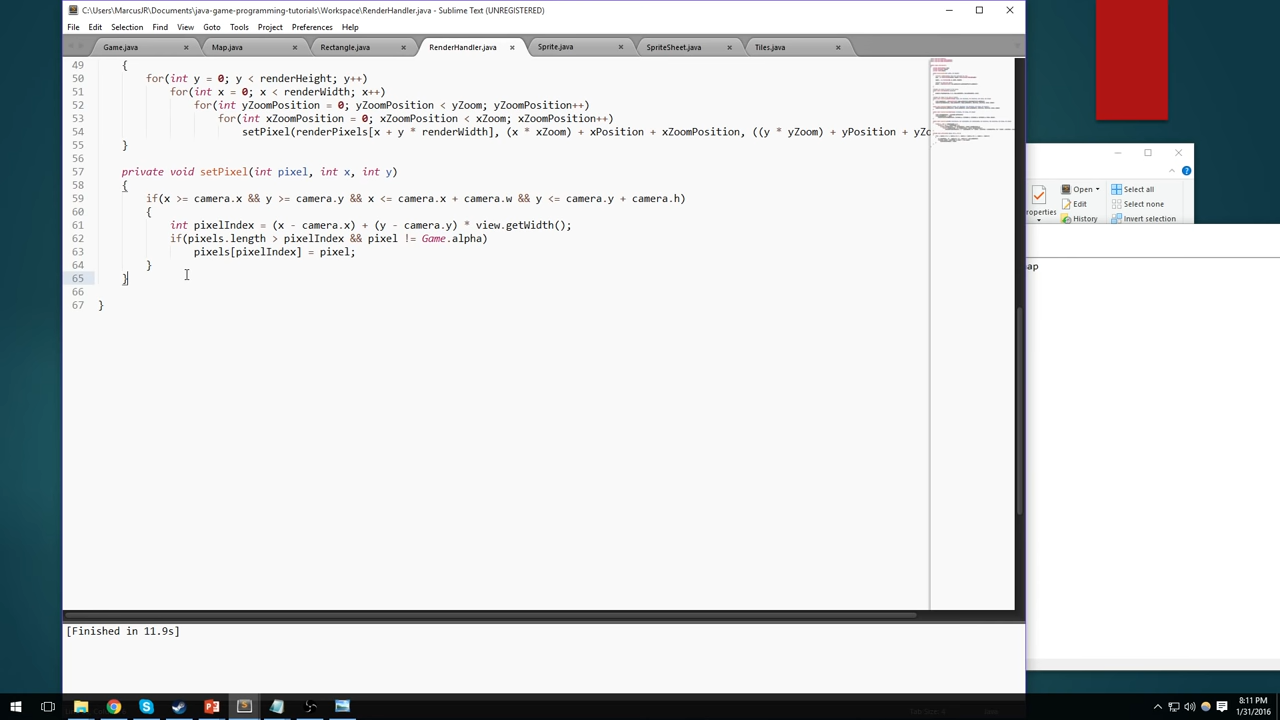 C:\Users\MarcusJR\Documents\java-game-programming-tutorials\Workspace\RenderHandler.java - Sublime Text (UNREGISTERED)
File Edit Selection Find View Goto Tools Project Preferences Help
Game.java Map.java Rectangle.java RenderHandler.java Sprite.java SpriteSheet.java Tiles.java
49 {
50 for(int y = 0; y < renderHeight; y++)
51 for(int x = 0; x < renderWidth; x++)
52 for(int yZoomPosition = 0; yZoomPosition < yZoom; yZoomPosition++)
53 xZoomPosition < xZoom; xZoomPosition++)
54 renderPixels[x + y * renderWidth], (x * xZoom) + xPosition + xZoomPosition, ((y * yZoom) + yPosition + yZo
55
56
57 private void setPixel(int pixel, int x, int y)
58 {
59 if(x >= camera.x && y >= camera.y && x <= camera.x + camera.w && y <= camera.y + camera.h)
60 {
61 int pixelIndex = (x - camera.x) + (y - camera.y) * view.getWidth();
62 if(pixels.length > pixelIndex && pixel != Game.alpha)
63 pixels[pixelIndex] = pixel;
64 }
65 }
66
67 }
[Finished in 11.9s]
roperties
Open
Edit
History
Select all
Select none
Invert selection
ap
8:11 PM
1/31/2016